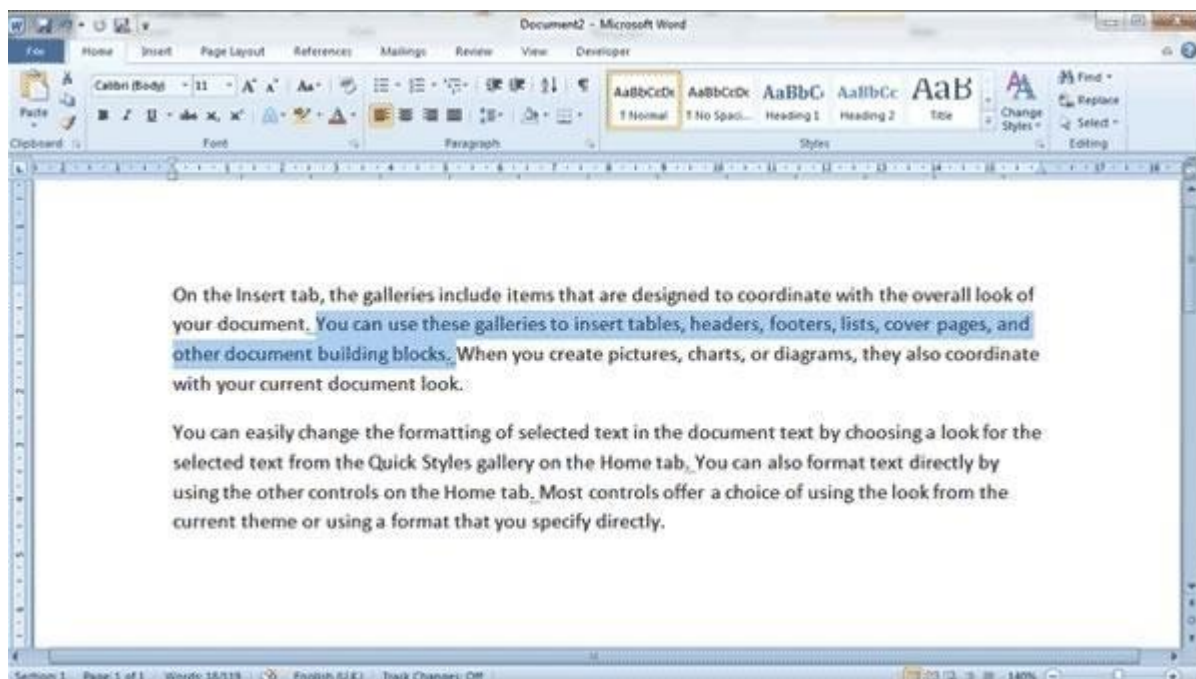 Document2 - Microsoft Word
File Home Insert Page Layout References Mailings Review View Developer
Calibri (Body) 11 Find
Paste Replace
AaBbCcDc AaBbCcDc AaBbC AaBbCc AaB Change Styles Select
¶ Normal ¶ No Spaci... Heading 1 Heading 2 Title
Clipboard Font Paragraph Styles Editing
On the Insert tab, the galleries include items that are designed to coordinate with the overall look of
your document. You can use these galleries to insert tables, headers, footers, lists, cover pages, and
other document building blocks. When you create pictures, charts, or diagrams, they also coordinate
with your current document look.
You can easily change the formatting of selected text in the document text by choosing a look for the
selected text from the Quick Styles gallery on the Home tab. You can also format text directly by
using the other controls on the Home tab. Most controls offer a choice of using the look from the
current theme or using a format that you specify directly.
Section: 1 Page: 1 of 1 Words: 18/119 English (U.K.) Track Changes: Off 140%